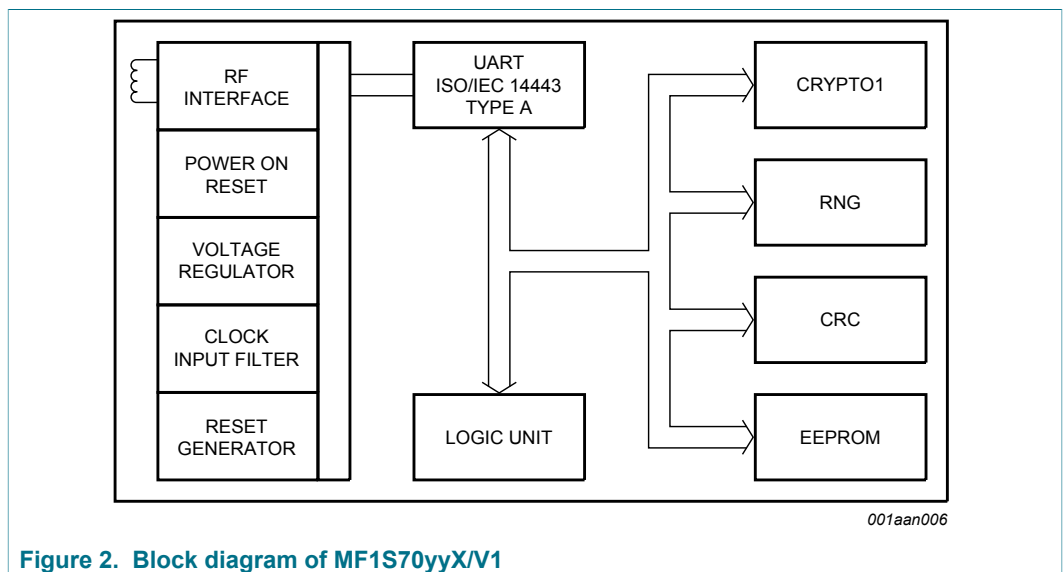 RF
INTERFACE
POWER ON
RESET
VOLTAGE
REGULATOR
CLOCK
INPUT FILTER
RESET
GENERATOR
UART
ISO/IEC 14443
TYPE A
LOGIC UNIT
CRYPTO1
RNG
CRC
EEPROM
001aan006
Figure 2. Block diagram of MF1S70yyX/V1